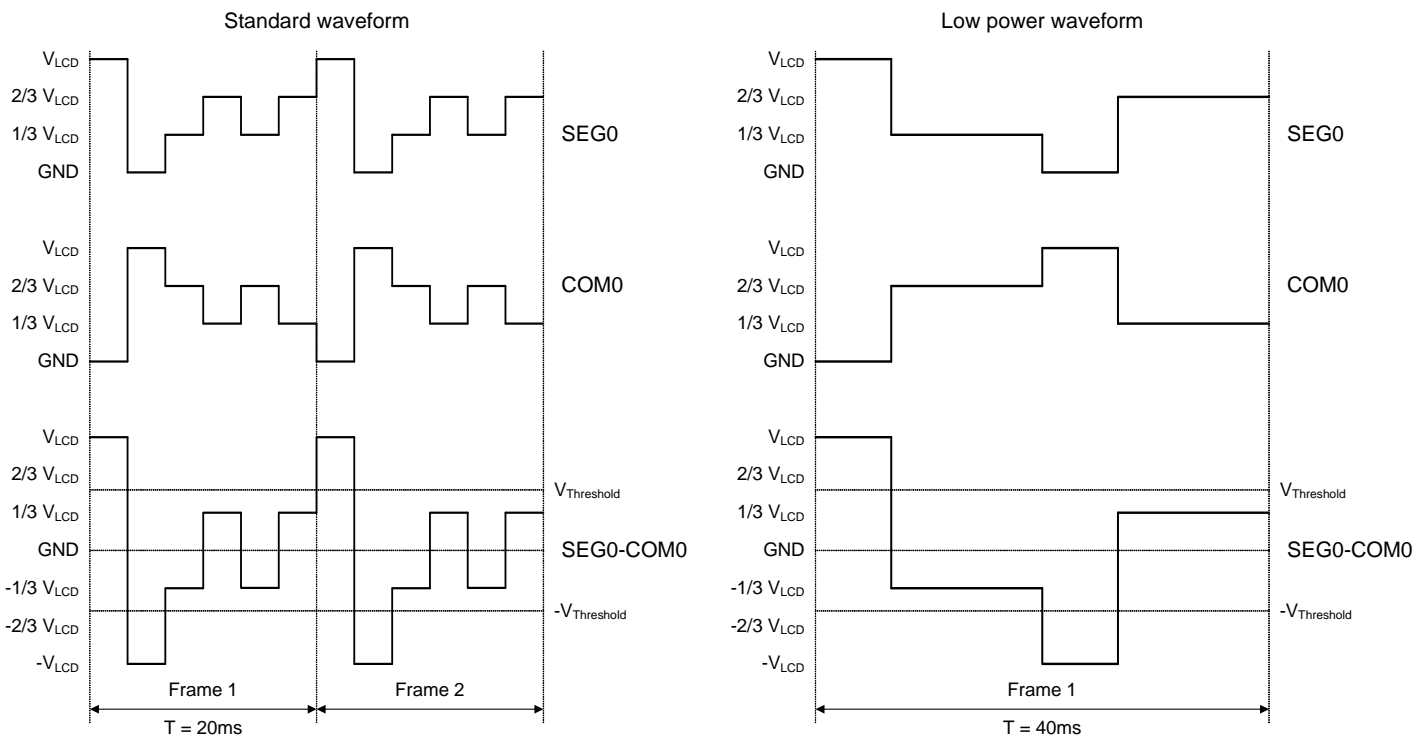 Standard waveform
Low power waveform
VLCD
2/3 VLCD
1/3 VLCD
GND
SEG0
VLCD
2/3 VLCD
1/3 VLCD
GND
SEG0
VLCD
2/3 VLCD
1/3 VLCD
GND
COM0
VLCD
2/3 VLCD
1/3 VLCD
GND
COM0
VLCD
2/3 VLCD
1/3 VLCD
GND
-1/3 VLCD
-2/3 VLCD
-VLCD
VThreshold
SEG0-COM0
-VThreshold
Frame 1
Frame 2
T = 20ms
VLCD
2/3 VLCD
1/3 VLCD
GND
-1/3 VLCD
-2/3 VLCD
-VLCD
VThreshold
SEG0-COM0
-VThreshold
Frame 1
T = 40ms